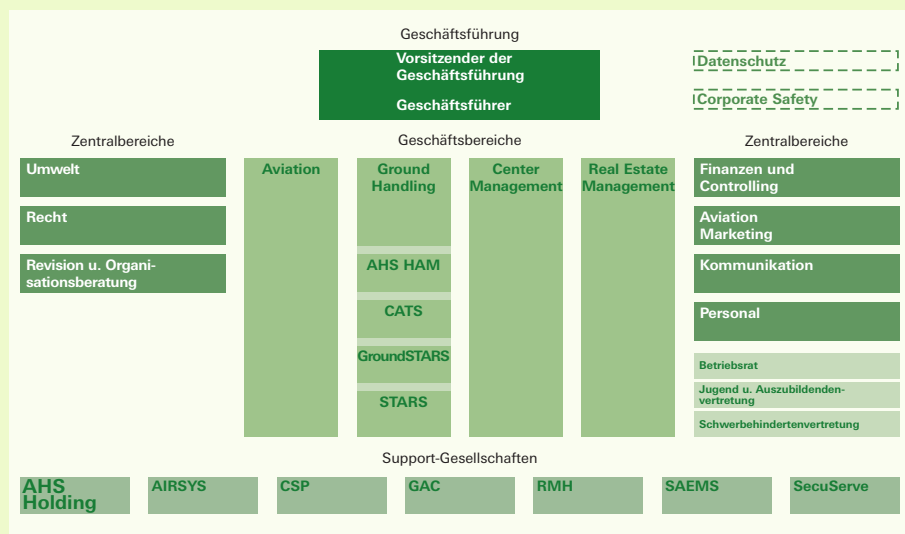 Geschäftsführung
Vorsitzender der
Geschäftsführung
Geschäftsführer
Datenschutz
Corporate Safety
Zentralbereiche
Geschäftsbereiche
Zentralbereiche
Umwelt
Recht
Revision u. Organi-
sationsberatung
Aviation
Ground
Handling
AHS HAM
CATS
GroundSTARS
STARS
Center
Management
Real Estate
Management
Finanzen und
Controlling
Aviation
Marketing
Kommunikation
Personal
Betriebsrat
Jugend u. Auszubildenden-
vertretung
Schwerbehindertenvertretung
Support-Gesellschaften
AHS
Holding
AIRSYS
CSP
GAC
RMH
SAEMS
SecuServe